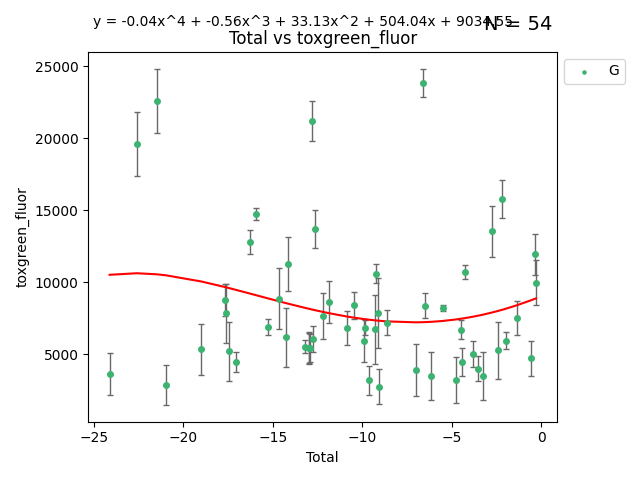 y = -0.04x^4 + -0.56x^3 + 33.13x^2 + 504.04x + 9034.55
N = 54
Total vs toxgreen_fluor
G
25000
20000
15000
10000
5000
toxgreen_fluor
−25 −20 −15 −10 −5 0
Total